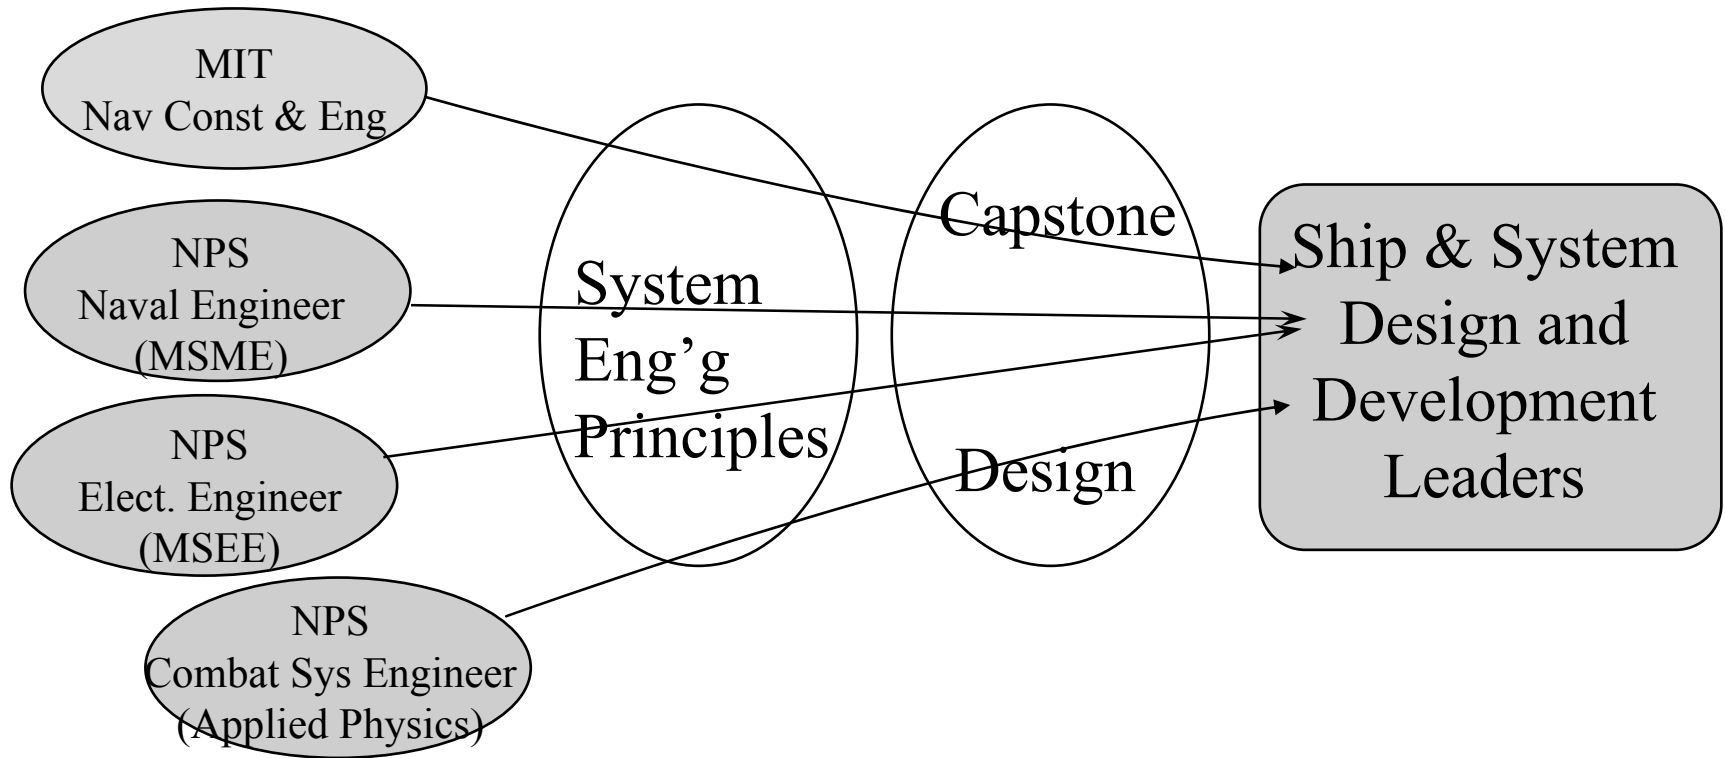 MIT
Nav Const & Eng
NPS
Naval Engineer
(MSME)
NPS
Elect. Engineer
(MSEE)
NPS
Combat Sys Engineer
(Applied Physics)
System
Eng’g
Principles
Capstone
Design
Ship & System
Design and
Development
Leaders